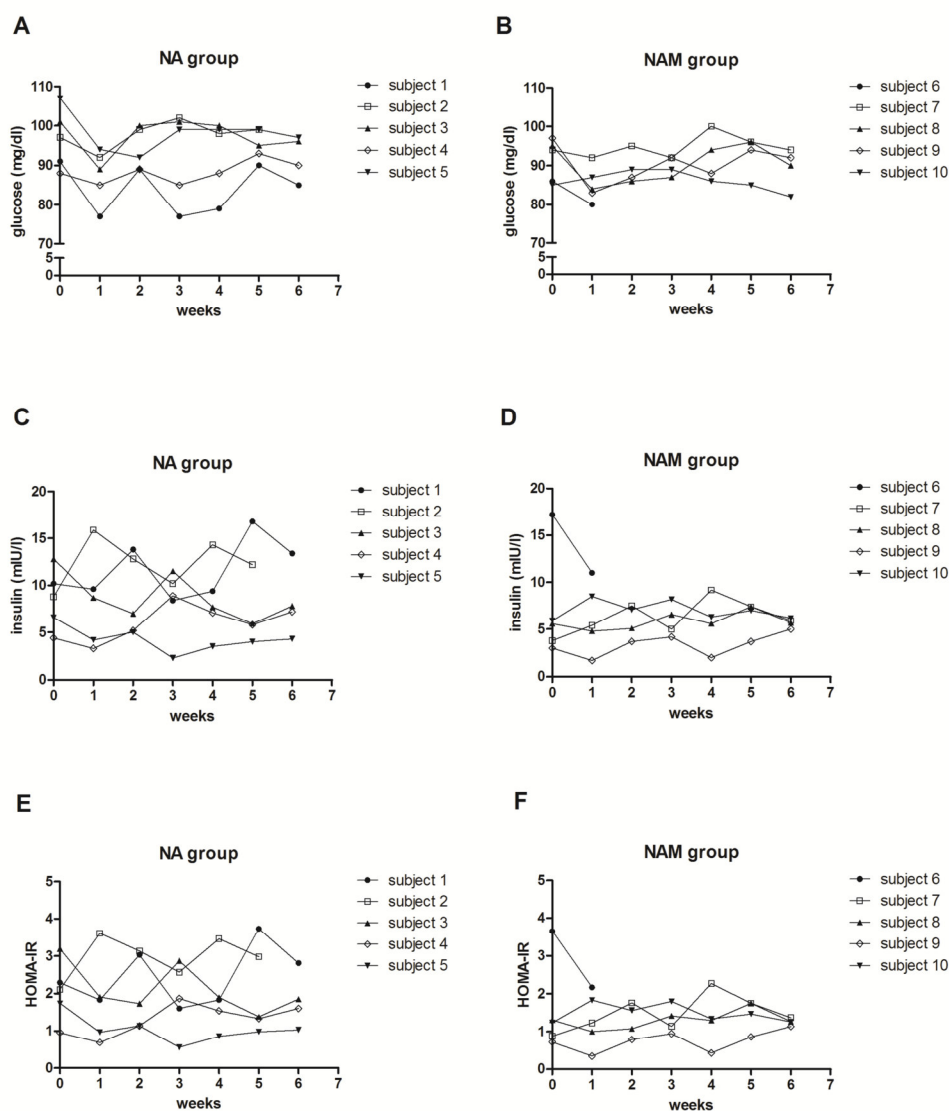 A
NA group
glucose (mg/dl)
110
100
90
80
70
5
0
0 1 2 3 4 5 6 7
weeks
subject 1
subject 2
subject 3
subject 4
subject 5
B
NAM group
glucose (mg/dl)
110
100
90
80
70
5
0
0 1 2 3 4 5 6 7
weeks
subject 6
subject 7
subject 8
subject 9
subject 10
C
NA group
insulin (mIU/l)
20
15
10
5
0
0 1 2 3 4 5 6 7
weeks
subject 1
subject 2
subject 3
subject 4
subject 5
D
NAM group
insulin (mIU/l)
20
15
10
5
0
0 1 2 3 4 5 6 7
weeks
subject 6
subject 7
subject 8
subject 9
subject 10
E
NA group
HOMA-IR
5
4
3
2
1
0
0 1 2 3 4 5 6 7
weeks
subject 1
subject 2
subject 3
subject 4
subject 5
F
NAM group
HOMA-IR
5
4
3
2
1
0
0 1 2 3 4 5 6 7
weeks
subject 6
subject 7
subject 8
subject 9
subject 10